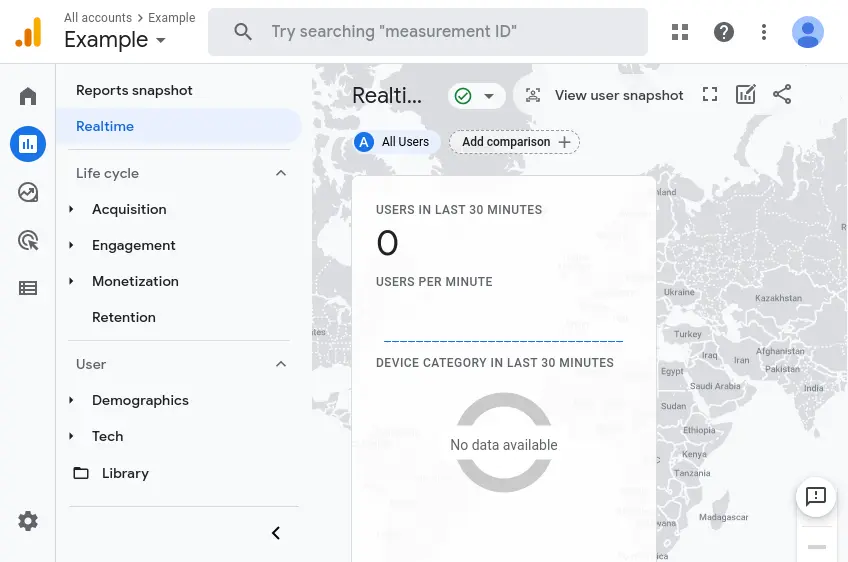 All accounts > Example
Example
Try searching "measurement ID"
Reports snapshot
Realtime
Life cycle
Acquisition
Engagement
Monetization
Retention
User
Demographics
Tech
Library
Realti...
View user snapshot
A All Users
Add comparison
USERS IN LAST 30 MINUTES
0
USERS PER MINUTE
DEVICE CATEGORY IN LAST 30 MINUTES
No data available
Ukraine
Kazakhstan
Turkey
Iraq
Iran
Afghanistan
Pakistan
Egypt
Saudi Arabia
India
Sudan
Ethiopia
Kenya
Tanzania
Madagascar